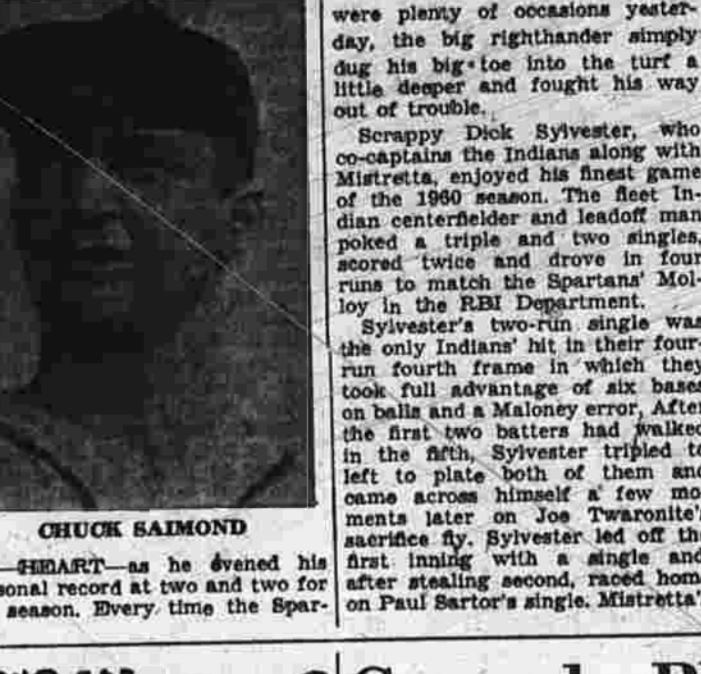 CHUCK SAIMOND
—HEART—as he evened his
sonal record at two and two for
season. Every time the Spar-
were plenty of occasions yester-
day, the big righthander simply
dug his big toe into the turf a
little deeper and fought his way
out of trouble.
Scrappy Dick Sylvester, who
co-captains the Indians along with
Mistretta, enjoyed his finest game
of the 1960 season. The fleet In-
dian centerfielder and leadoff man
poked a triple and two singles,
scored twice and drove in four
runs to match the Spartans' Mol-
loy in the RBI Department.
Sylvester's two-run single was
the only Indians' hit in their four-
run fourth frame in which they
took full advantage of six bases
on balls and a Maloney error, After
the first two batters had walked
in the fifth, Sylvester tripled to
left to plate both of them and
came across himself a few mo
ments later on Joe Twaronite'
sacrifice fly. Sylvester led off th
first inning with a single and
after stealing second, raced hom
on Paul Sartor's single. Mistretta'